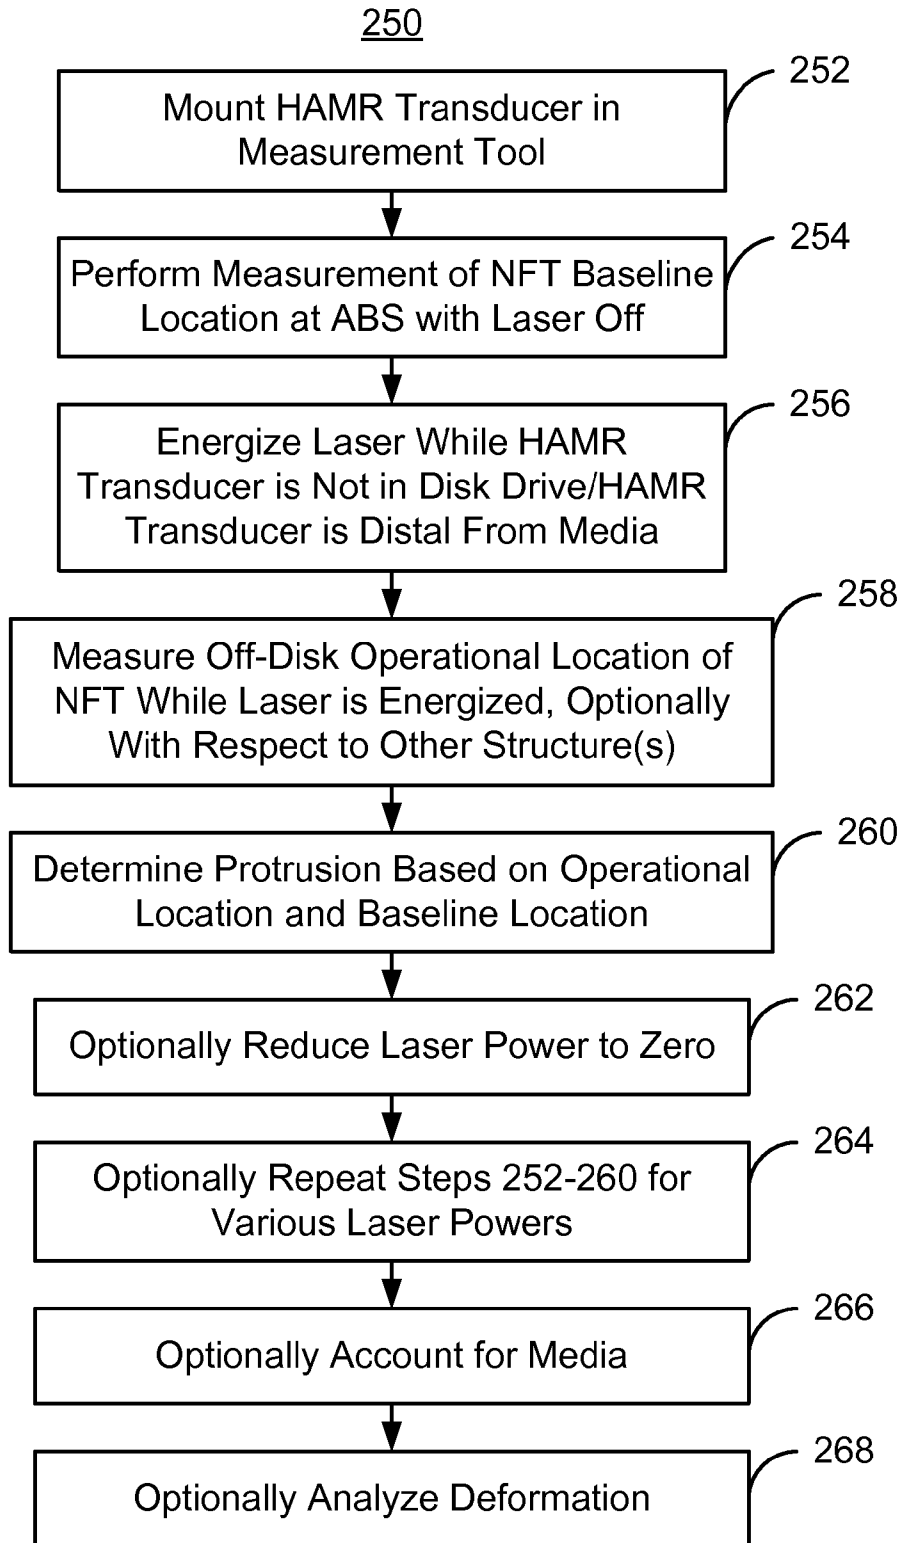 250
252
Mount HAMR Transducer in
Measurement Tool
254
Perform Measurement of NFT Baseline
Location at ABS with Laser Off
256
Energize Laser While HAMR
Transducer is Not in Disk Drive/HAMR
Transducer is Distal From Media
258
Measure Off-Disk Operational Location of
NFT While Laser is Energized, Optionally
With Respect to Other Structure(s)
260
Determine Protrusion Based on Operational
Location and Baseline Location
262
Optionally Reduce Laser Power to Zero
264
Optionally Repeat Steps 252-260 for
Various Laser Powers
266
Optionally Account for Media
268
Optionally Analyze Deformation